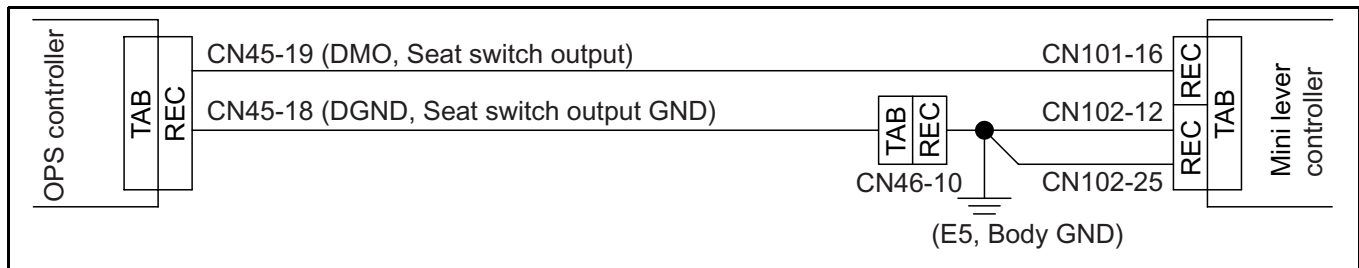 OPS controller
TAB
REC
CN45-19 (DMO, Seat switch output)
CN45-18 (DGND, Seat switch output GND)
TAB
REC
CN46-10
(E5, Body GND)
CN101-16
CN102-12
CN102-25
REC
REC
TAB
Mini lever
controller